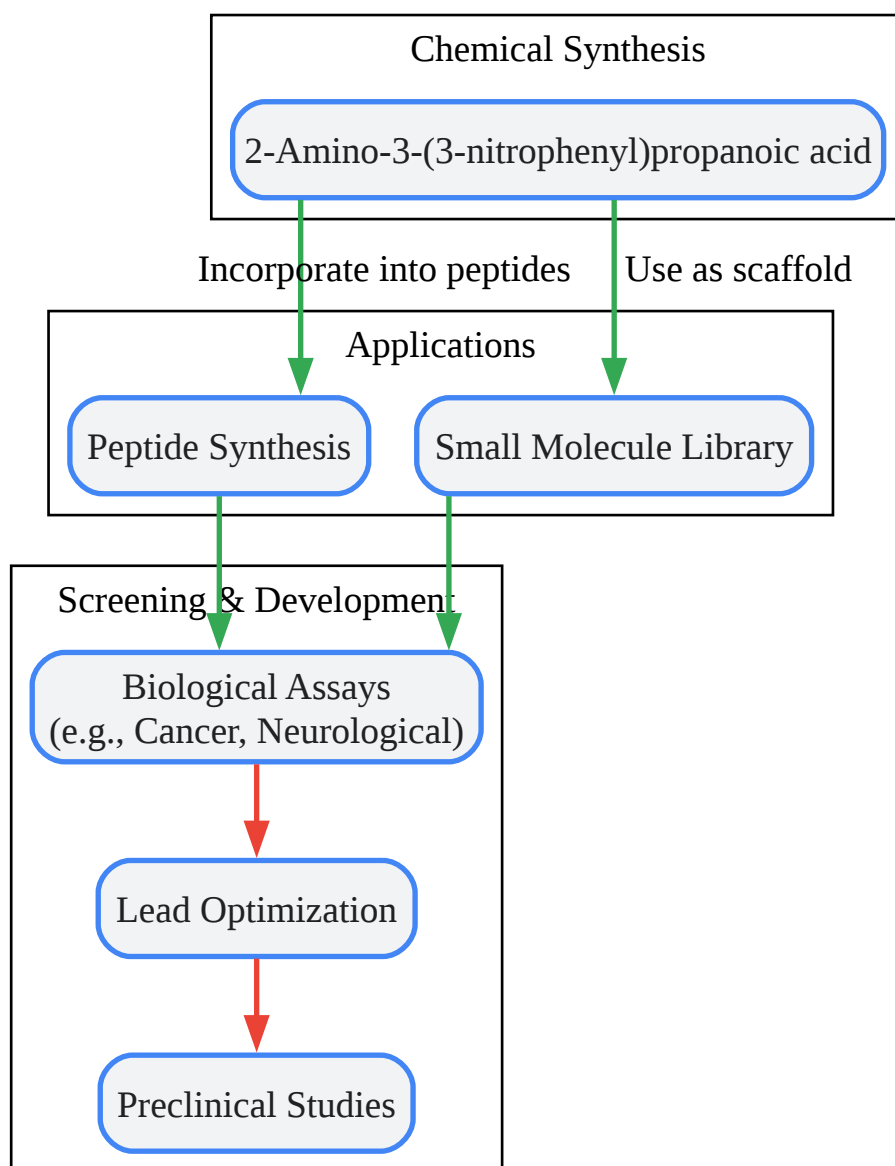 Chemical Synthesis
2-Amino-3-(3-nitrophenyl)propanoic acid
Incorporate into peptides
Use as scaffold
Applications
Peptide Synthesis
Small Molecule Library
Screening & Development
Biological Assays
(e.g., Cancer, Neurological)
Lead Optimization
Preclinical Studies